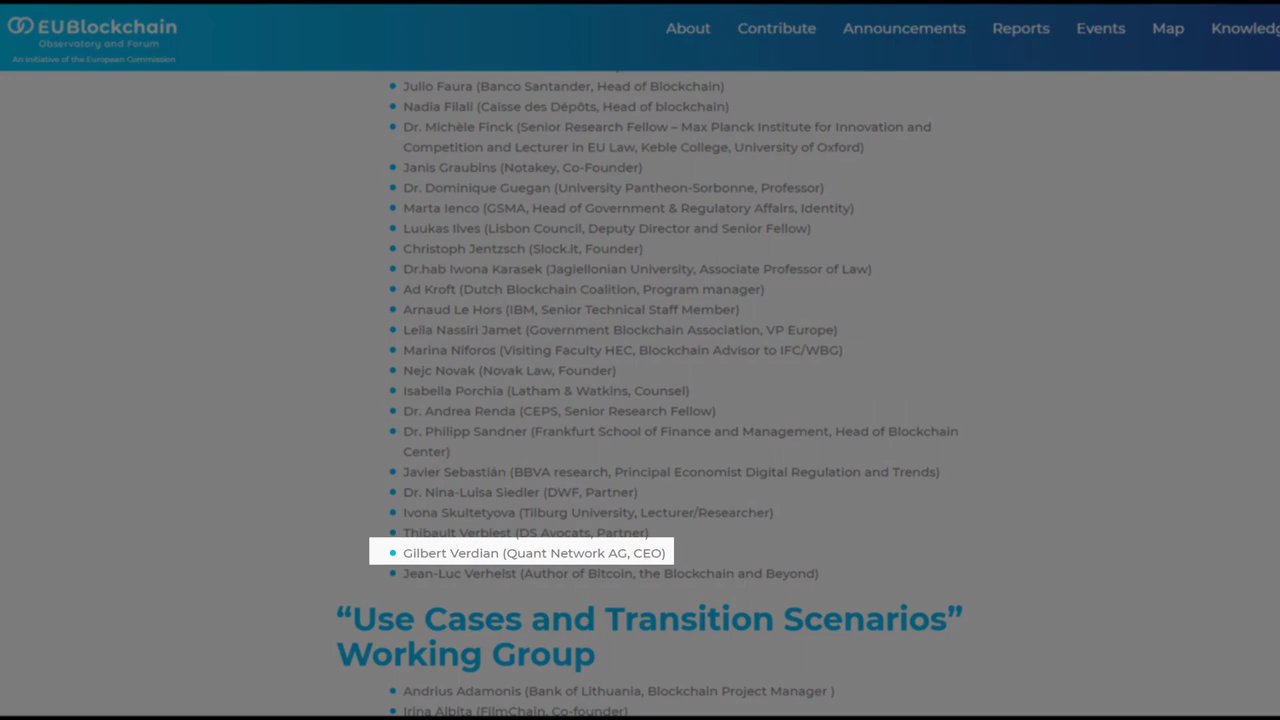 EUBlockchain
Observatory and Forum
An initiative of the European Commission
About Contribute Announcements Reports Events Map Knowledg
Julio Faura (Banco Santander, Head of Blockchain)
Nadia Filali (Caisse des Dépôts, Head of blockchain)
Dr. Michèle Finck (Senior Research Fellow – Max Planck Institute for Innovation and
Competition and Lecturer in EU Law, Keble College, University of Oxford)
Janis Graubins (Notakey, Co-Founder)
Dr. Dominique Guegan (University Pantheon-Sorbonne, Professor)
Marta Ienco (GSMA, Head of Government & Regulatory Affairs, Identity)
Luukas Ilves (Lisbon Council, Deputy Director and Senior Fellow)
Christoph Jentzsch (Slock.it, Founder)
Dr.hab Iwona Karasek (Jagiellonian University, Associate Professor of Law)
Ad Kroft (Dutch Blockchain Coalition, Program manager)
Arnaud Le Hors (IBM, Senior Technical Staff Member)
Leila Nassiri Jamet (Government Blockchain Association, VP Europe)
Marina Niforos (Visiting Faculty HEC, Blockchain Advisor to IFC/WBG)
Nejc Novak (Novak Law, Founder)
Isabella Porchia (Latham & Watkins, Counsel)
Dr. Andrea Renda (CEPS, Senior Research Fellow)
Dr. Philipp Sandner (Frankfurt School of Finance and Management, Head of Blockchain
Center)
Javier Sebastián (BBVA research, Principal Economist Digital Regulation and Trends)
Dr. Nina-Luisa Siedler (DWF, Partner)
Ivona Skultetyova (Tilburg University, Lecturer/Researcher)
Thibault Verbiest (DS Avocats, Partner)
Gilbert Verdian (Quant Network AG, CEO)
Jean-Luc Verhelst (Author of Bitcoin, the Blockchain and Beyond)
“Use Cases and Transition Scenarios”
Working Group
Andrius Adamonis (Bank of Lithuania, Blockchain Project Manager )
Irina Albita (FilmChain, Co-founder)